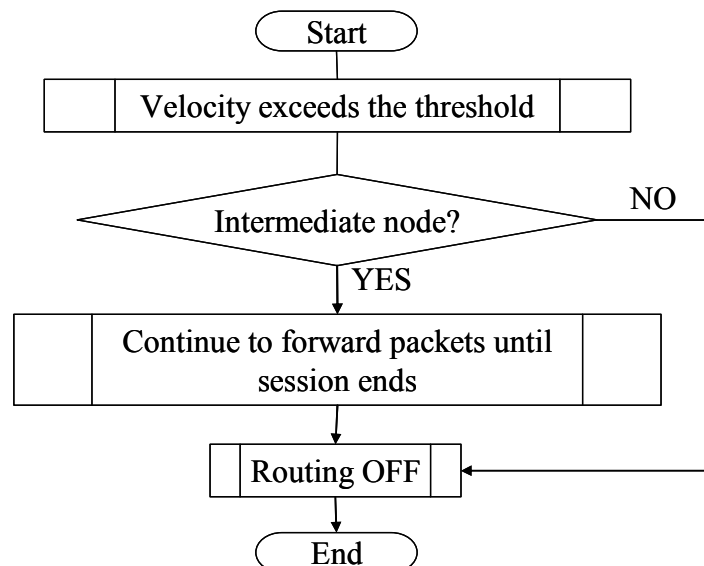 Start
Velocity exceeds the threshold
Intermediate node?
NO
YES
Continue to forward packets until
session ends
Routing OFF
End